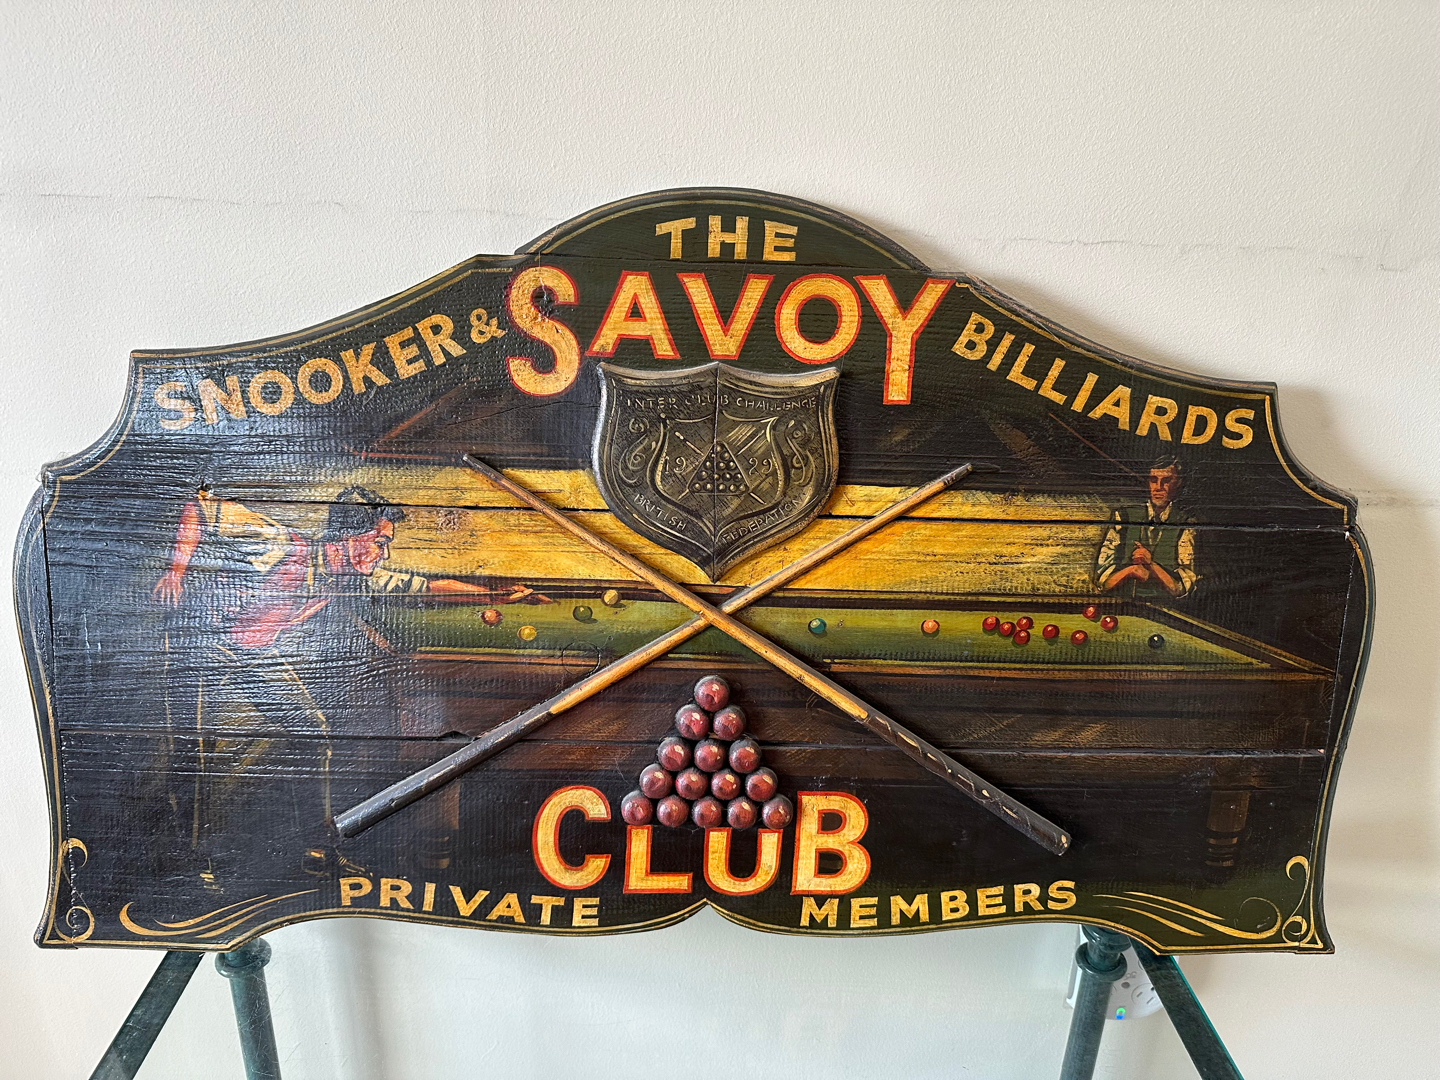 THE
SNOOKER & SAVOY BILLIARDS
INTER CLUB CHALLENGE
1929
BRITISH FEDERATION
CLUB
PRIVATE MEMBERS